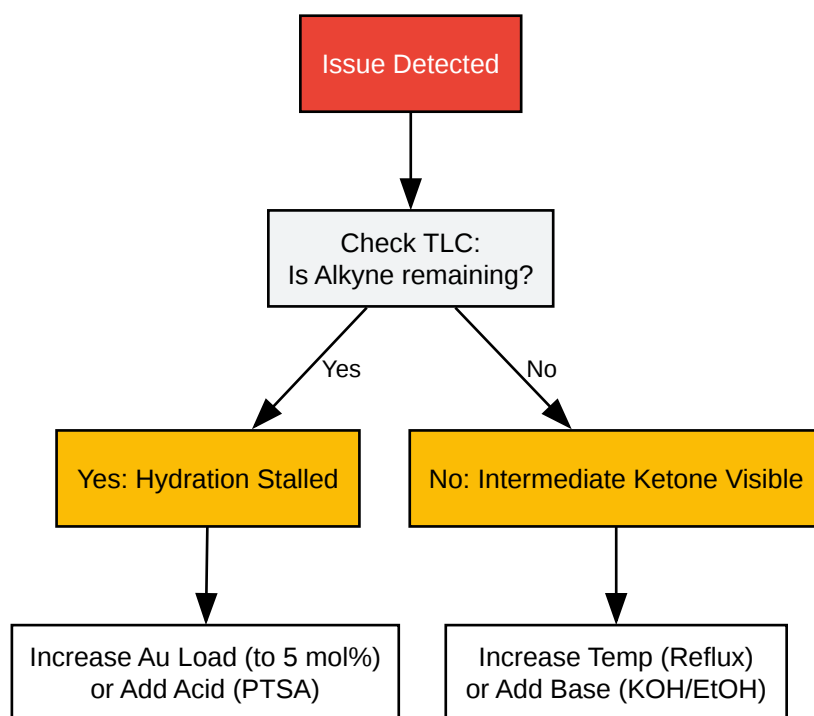 Issue Detected
Check TLC:
Is Alkyne remaining?
Yes
No
Yes: Hydration Stalled
No: Intermediate Ketone Visible
Increase Au Load (to 5 mol%)
or Add Acid (PTSA)
Increase Temp (Reflux)
or Add Base (KOH/EtOH)